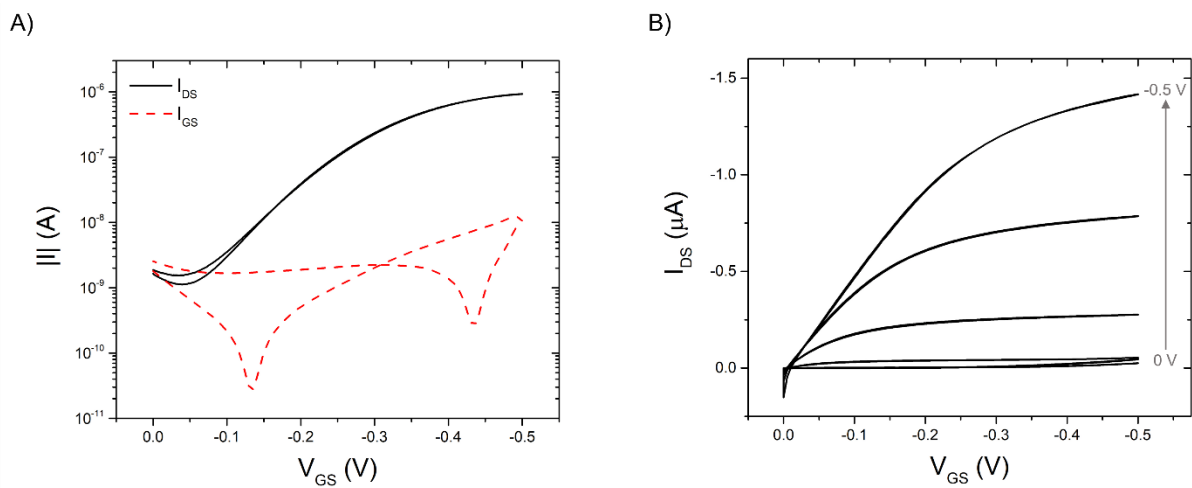 A)
I_DS
I_GS
||I| (A)
10^-6
10^-7
10^-8
10^-9
10^-10
10^-11
0.0 -0.1 -0.2 -0.3 -0.4 -0.5
V_GS (V)
B)
-1.5
-1.0
-0.5
0.0
I_DS (μA)
-0.5 V
0 V
0.0 -0.1 -0.2 -0.3 -0.4 -0.5
V_GS (V)